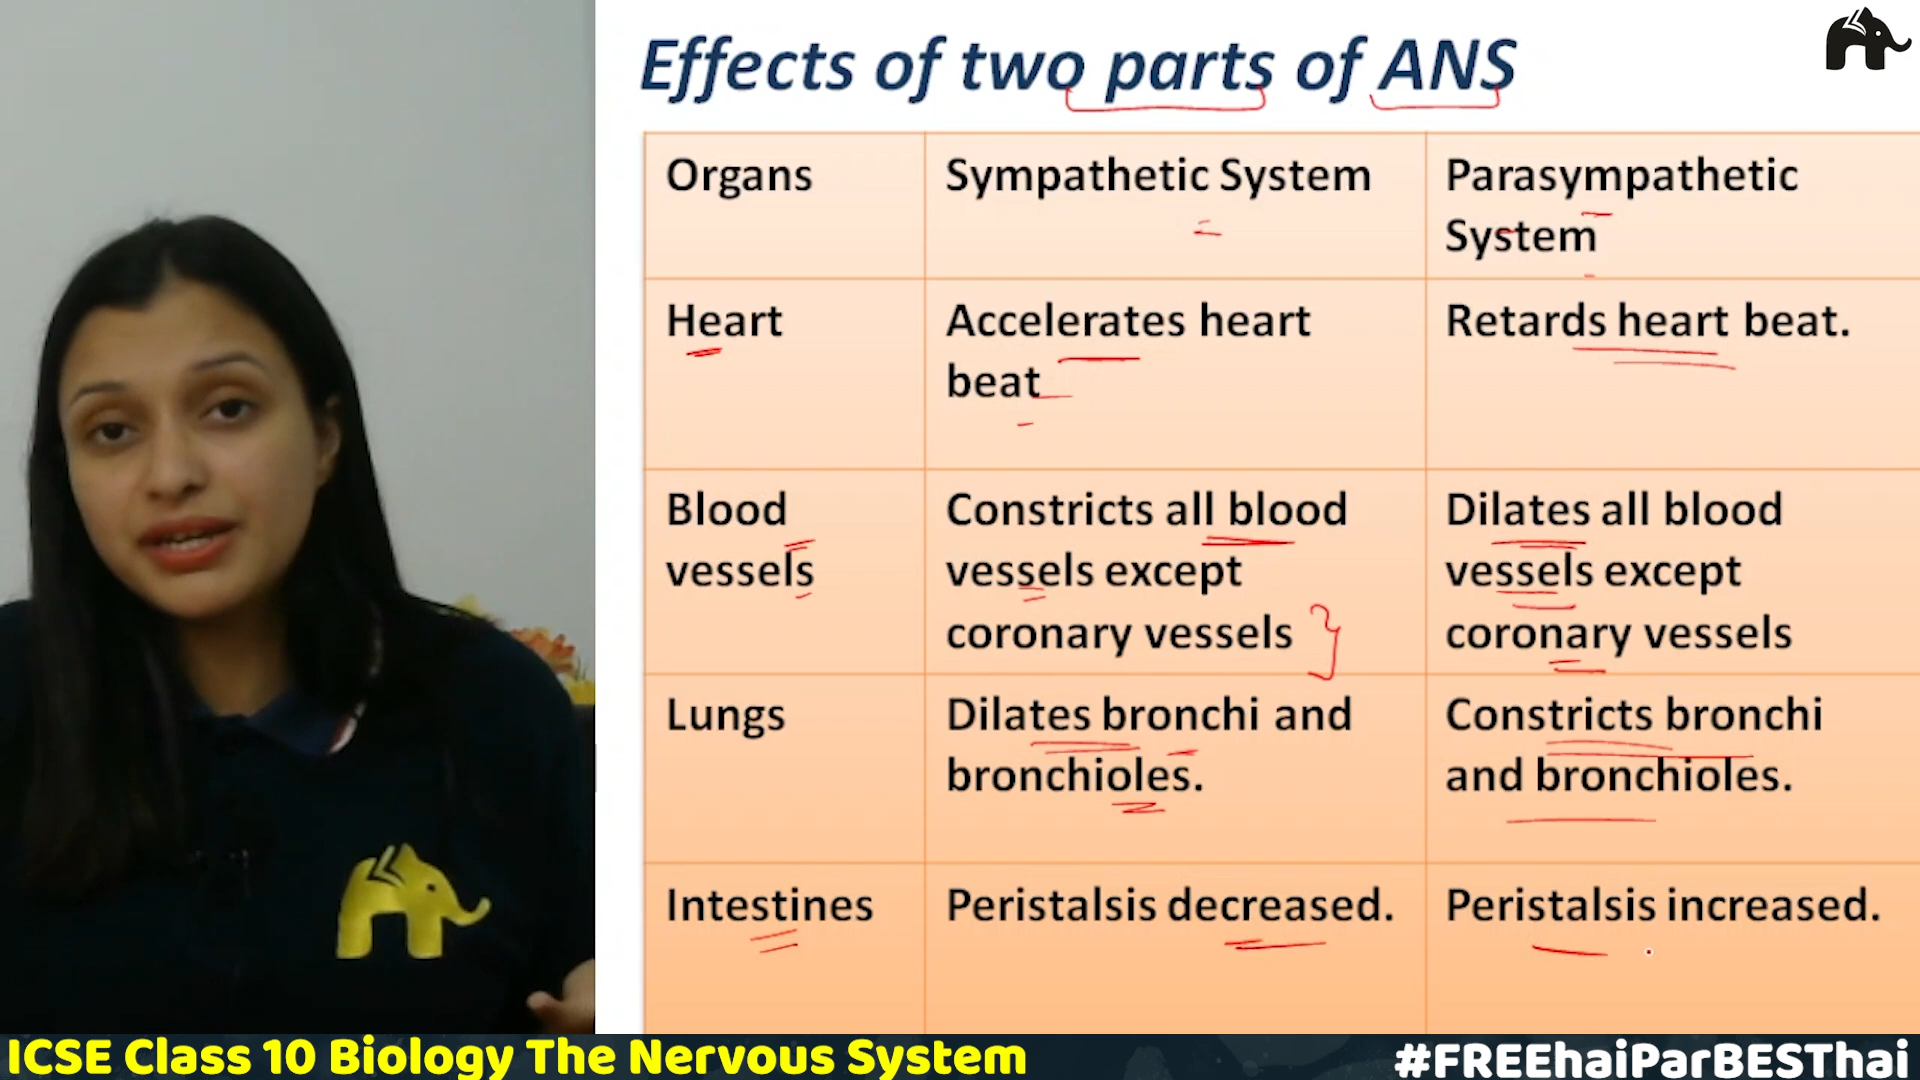 Effects of two parts of ANS
Organs
Sympathetic System
Parasympathetic
System
Heart
Accelerates heart
beat
Retards heart beat.
Blood
vessels
Constricts all blood
vessels except
coronary vessels
Dilates all blood
vessels except
coronary vessels
Lungs
Dilates bronchi and
bronchioles.
Constricts bronchi
and bronchioles.
Intestines
Peristalsis decreased.
Peristalsis increased.
ICSE Class 10 Biology The Nervous System
#FREEhaiParBESThai